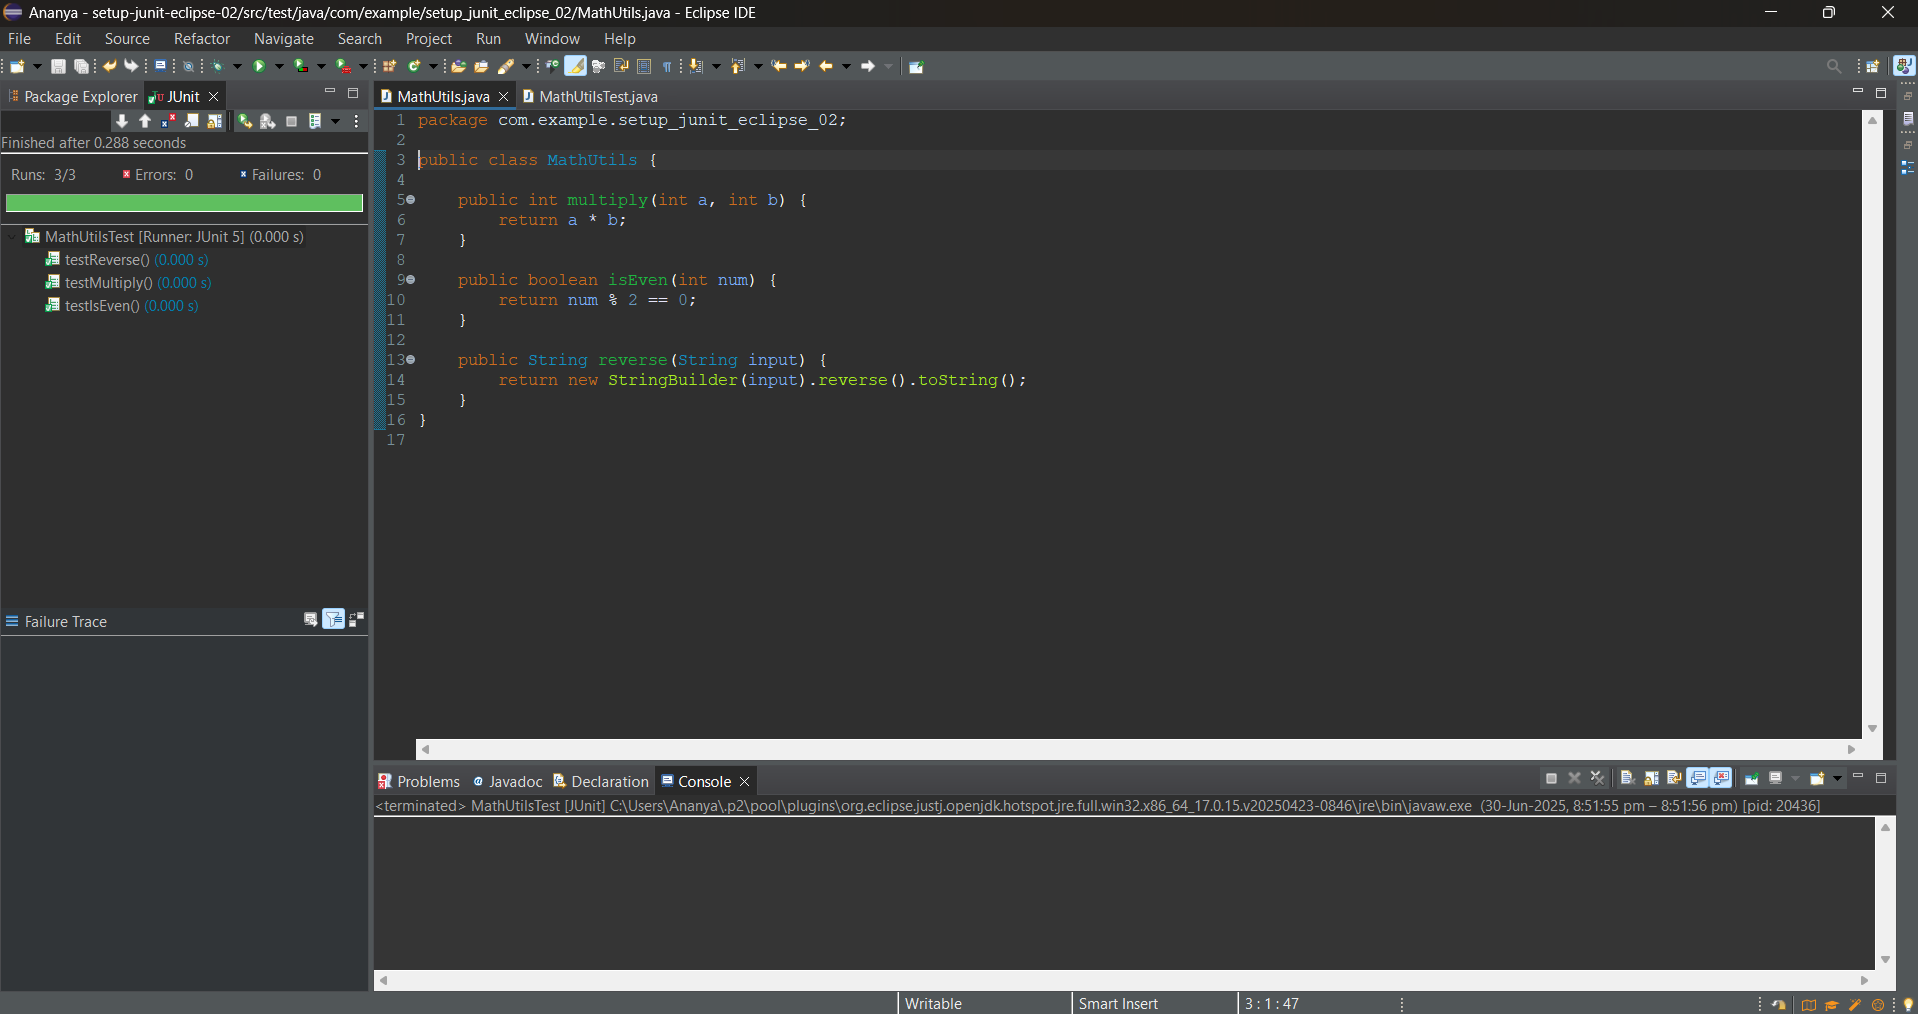 Ananya - setup-junit-eclipse-02/src/test/java/com/example/setup_junit_eclipse_02/MathUtils.java - Eclipse IDE
File Edit Source Refactor Navigate Search Project Run Window Help
Package Explorer JUnit
Finished after 0.288 seconds
Runs: 3/3 Errors: 0 Failures: 0
MathUtilsTest [Runner: JUnit 5] (0.000 s)
testReverse() (0.000 s)
testMultiply() (0.000 s)
testIsEven() (0.000 s)
Failure Trace
MathUtils.java MathUtilsTest.java
1 package com.example.setup_junit_eclipse_02;
2
3 public class MathUtils {
4
5 public int multiply(int a, int b) {
6 return a * b;
7 }
8
9 public boolean isEven(int num) {
10 return num % 2 == 0;
11 }
12
13 public String reverse(String input) {
14 return new StringBuilder(input).reverse().toString();
15 }
16 }
17
Problems Javadoc Declaration Console
<terminated> MathUtilsTest [JUnit] C:\Users\Ananya\.p2\pool\plugins\org.eclipse.justj.openjdk.hotspot.jre.full.win32.x86_64_17.0.15.v20250423-0846\jre\bin\javaw.exe (30-Jun-2025, 8:51:55 pm – 8:51:56 pm) [pid: 20436]
Writable Smart Insert 3 : 1 : 47